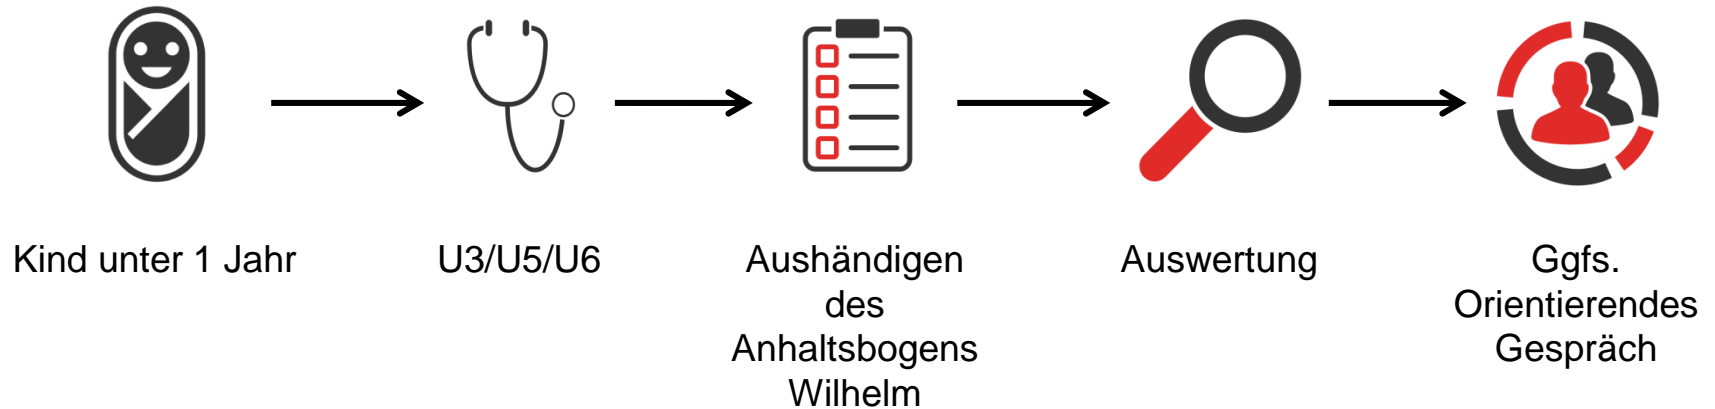 Kind unter 1 Jahr
U3/U5/U6
Aushändigen
des
Anhaltsbogens
Wilhelm
Auswertung
Ggfs.
Orientierendes
Gespräch